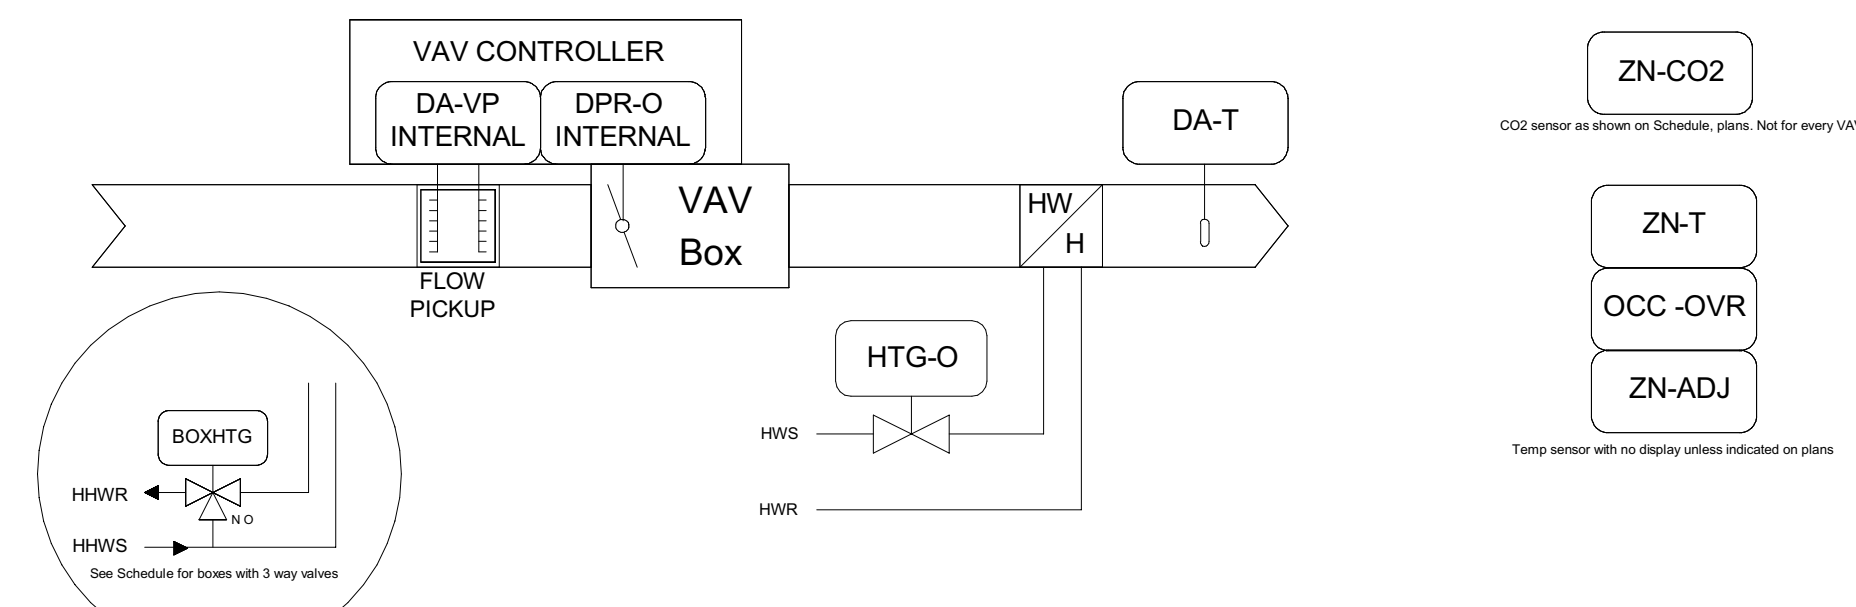 VAV CONTROLLER
DA-VP
INTERNAL
DPR-O
INTERNAL
DA-T
ZN-CO2
CO2 sensor as shown on Schedule, plans. Not for every VAV
VAV
Box
HW
H
FLOW
PICKUP
ZN-T
OCC -OVR
ZN-ADJ
Temp sensor with no display unless indicated on plans
HTG-O
HWS
HWR
BOXHTG
HHWR
N O
HHWS
See Schedule for boxes with 3 way valves